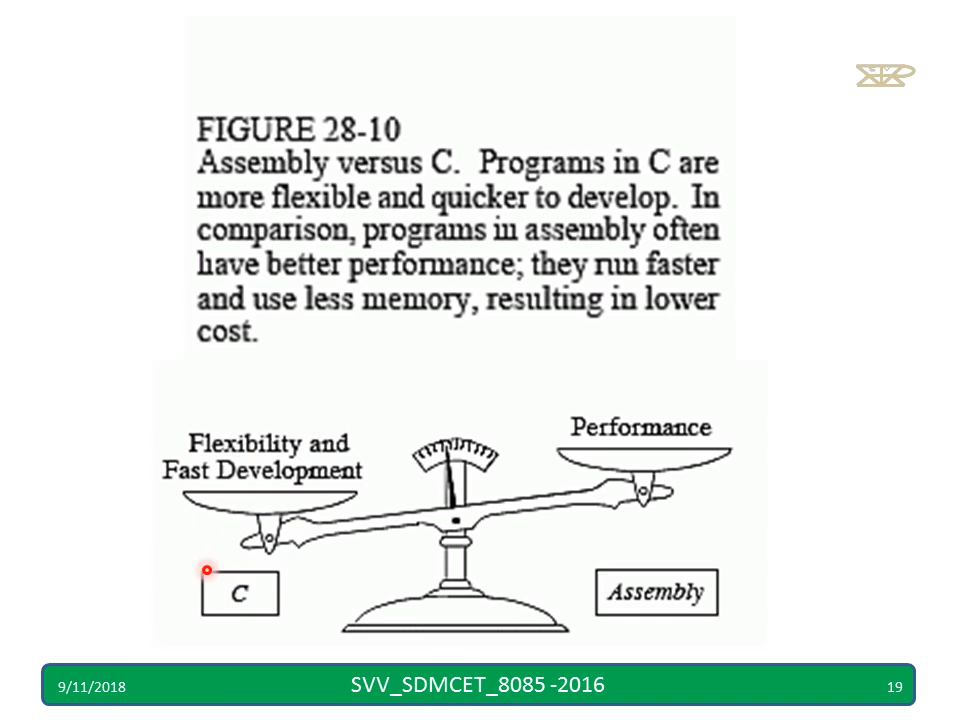 FIGURE 28-10
Assembly versus C. Programs in C are
more flexible and quicker to develop. In
comparison, programs in assembly often
have better performance; they run faster
and use less memory, resulting in lower
cost.
Performance
Flexibility and
Fast Development
C
Assembly
9/11/2018
SVV_SDMCET_8085 -2016
19